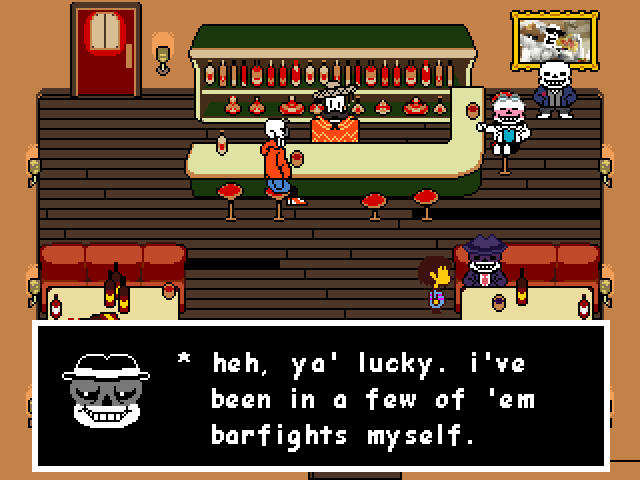 * heh, ya' lucky. i've
been in a few of 'em
barfights myself.